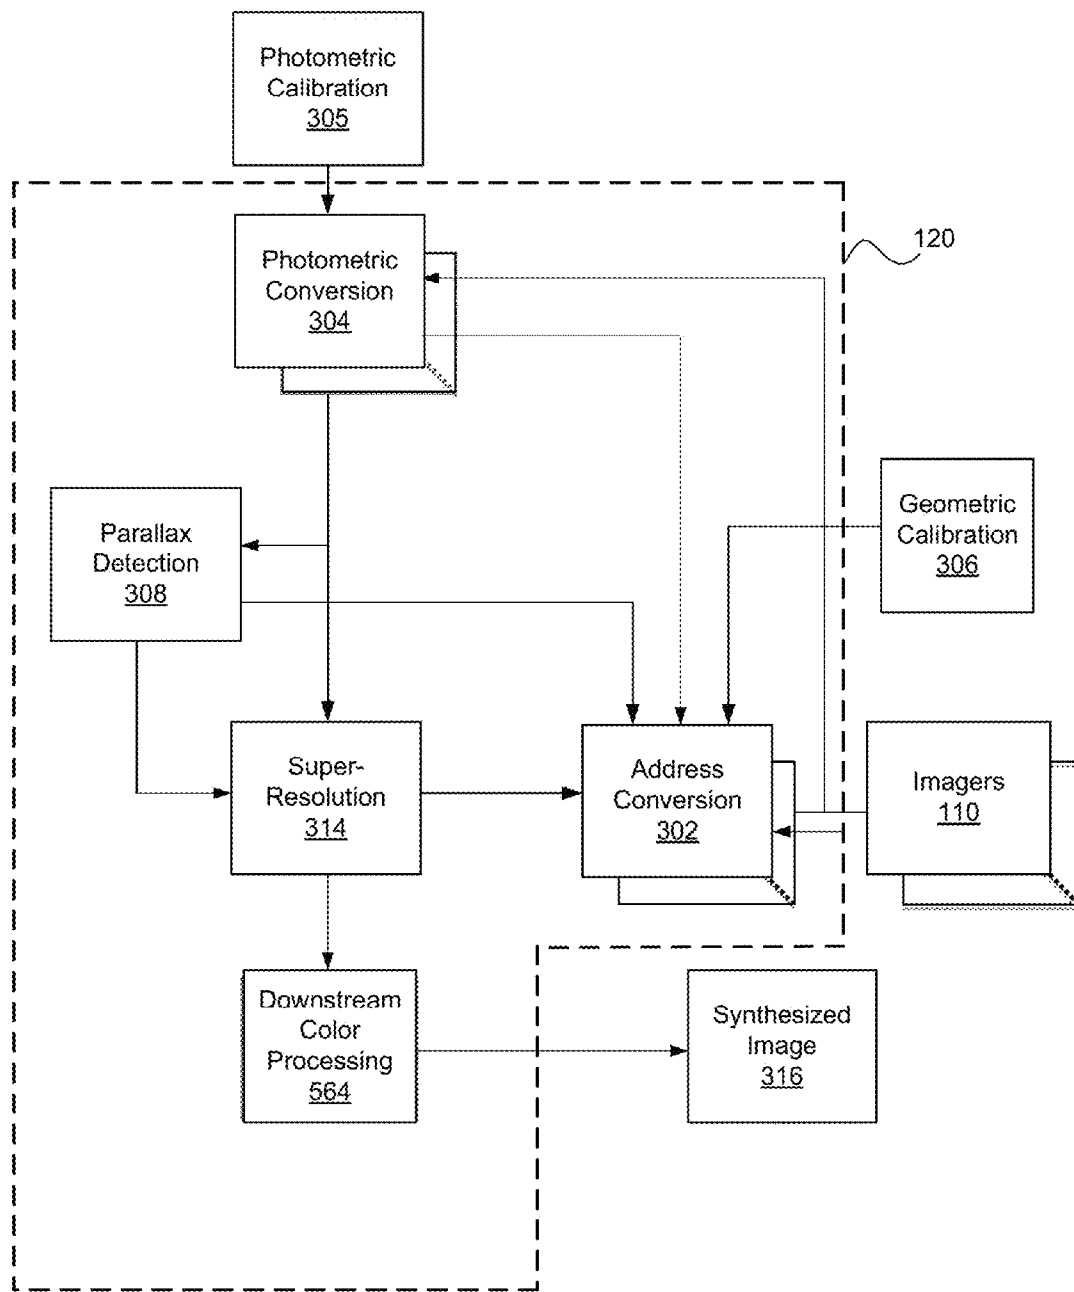 Photometric
Calibration
305
120
Photometric
Conversion
304
Geometric
Calibration
306
Parallax
Detection
308
Super-
Resolution
314
Address
Conversion
302
Imagers
110
Downstream
Color
Processing
564
Synthesized
Image
316